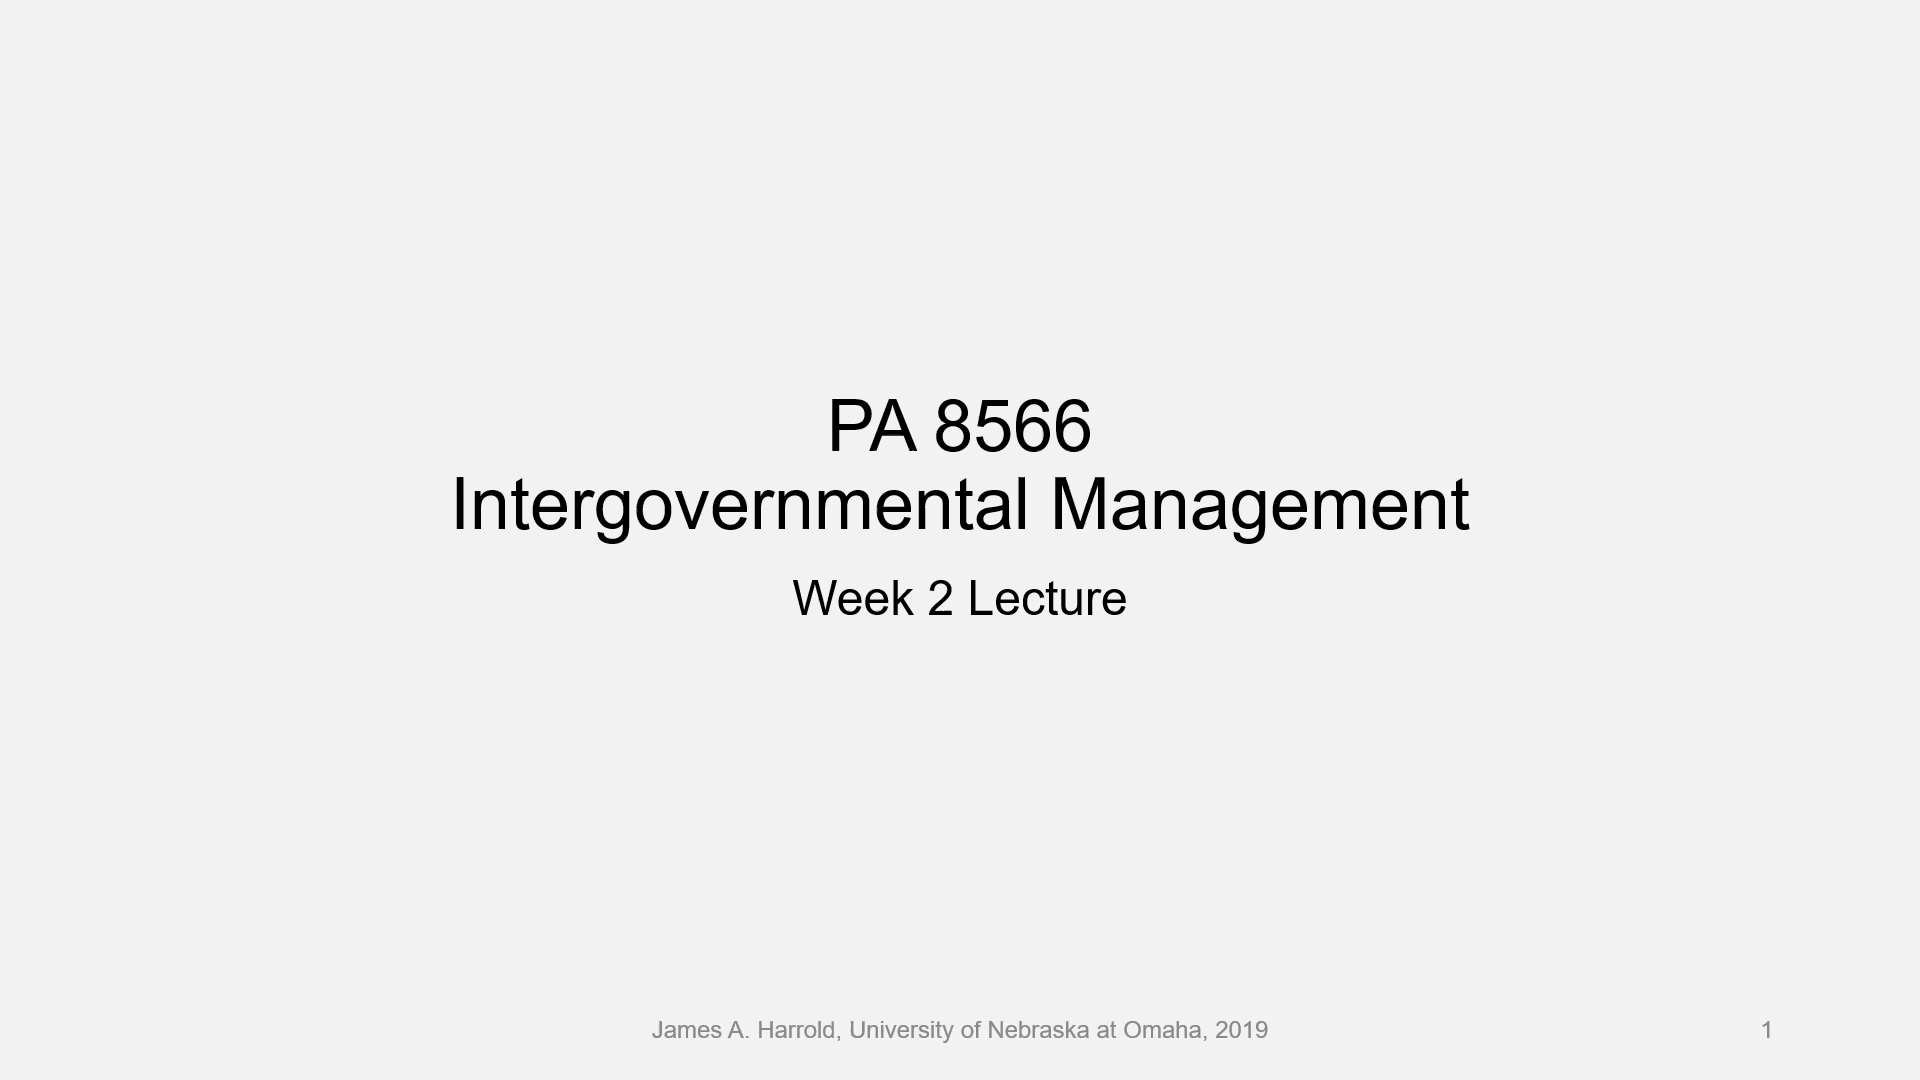 PA 8566
Intergovernmental Management
Week 2 Lecture
James A. Harrold, University of Nebraska at Omaha, 2019
1